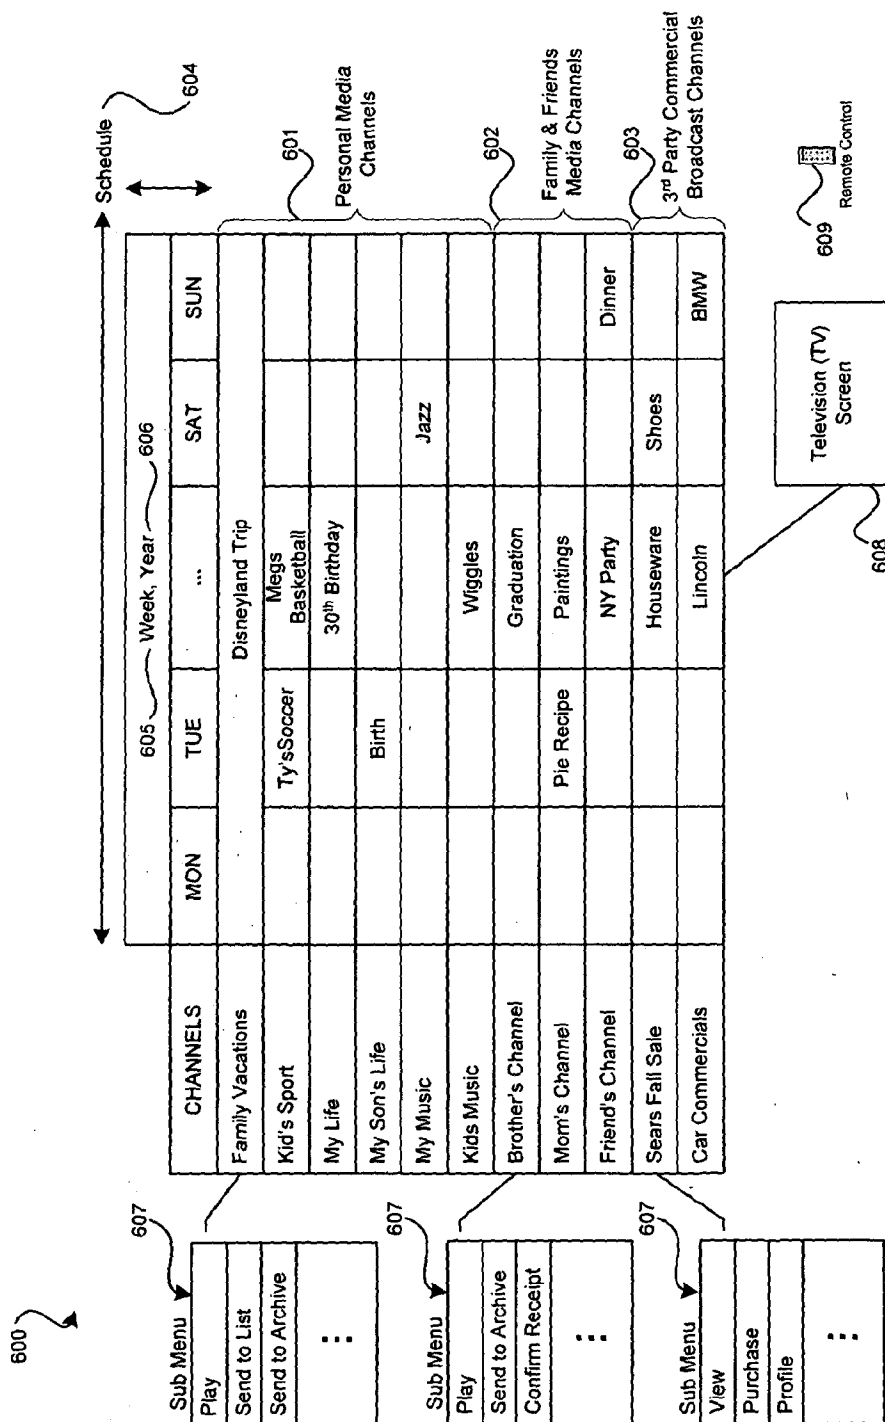 600
Schedule
604
605 Week, Year 606
CHANNELS MON TUE ... SAT SUN
Family Vacations Disneyland Trip
Kid's Sport Ty'sSoccer Megs Basketball
My Life 30th Birthday
My Son's Life Birth
My Music Jazz
Kids Music Wiggles
Brother's Channel Graduation
Mom's Channel Pie Recipe Paintings
Friend's Channel NY Party Dinner
Sears Fall Sale Houseware Shoes
Car Commercials Lincoln BMW
601
Personal Media
Channels
602
Family & Friends
Media Channels
603
3rd Party Commercial
Broadcast Channels
Sub Menu
607
Play
Send to List
Send to Archive
Sub Menu
607
Play
Send to Archive
Confirm Receipt
Sub Menu
607
View
Purchase
Profile
Television (TV)
Screen
608
609
Remote Control